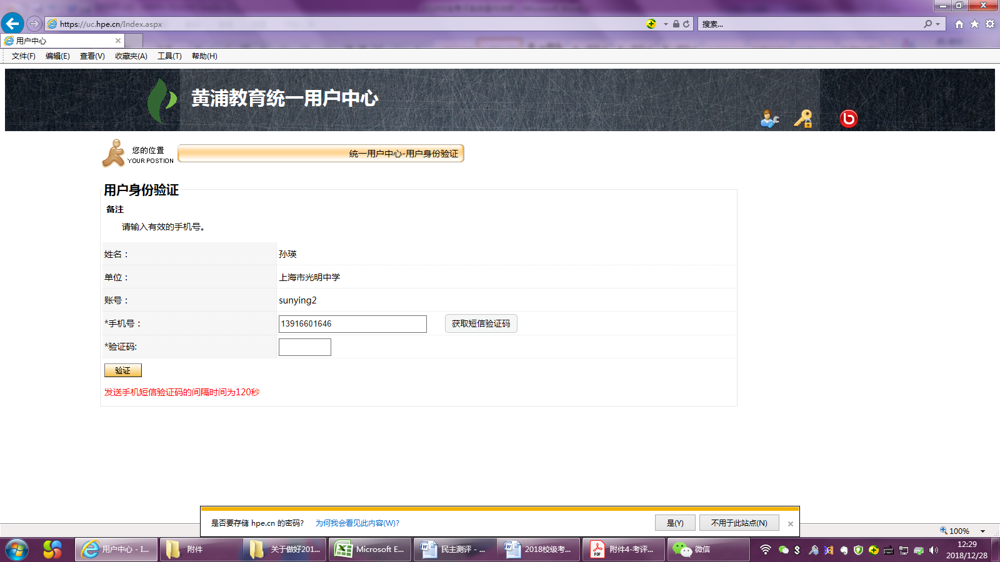 https://uc.hpe.cn/Index.aspx
搜索...
用户中心
文件(F) 编辑(E) 查看(V) 收藏夹(A) 工具(T) 帮助(H)
黄浦教育统一用户中心
您的位置
YOUR POSTION
统一用户中心-用户身份验证
用户身份验证
备注
请输入有效的手机号。
姓名： 孙瑛
单位： 上海市光明中学
账号： sunying2
*手机号： 13916601646 获取短信验证码
*验证码:
验证
发送手机短信验证码的间隔时间为120秒
是否要存储 hpe.cn 的密码? 为何我会看见此内容(W)? 是(Y) 不用于此站点(N)
100%
用户中心 - I... 附件 关于做好201... Microsoft E... 民主测评 - ... 2018校级考... 附件4-考评... 微信
12:29
2018/12/28